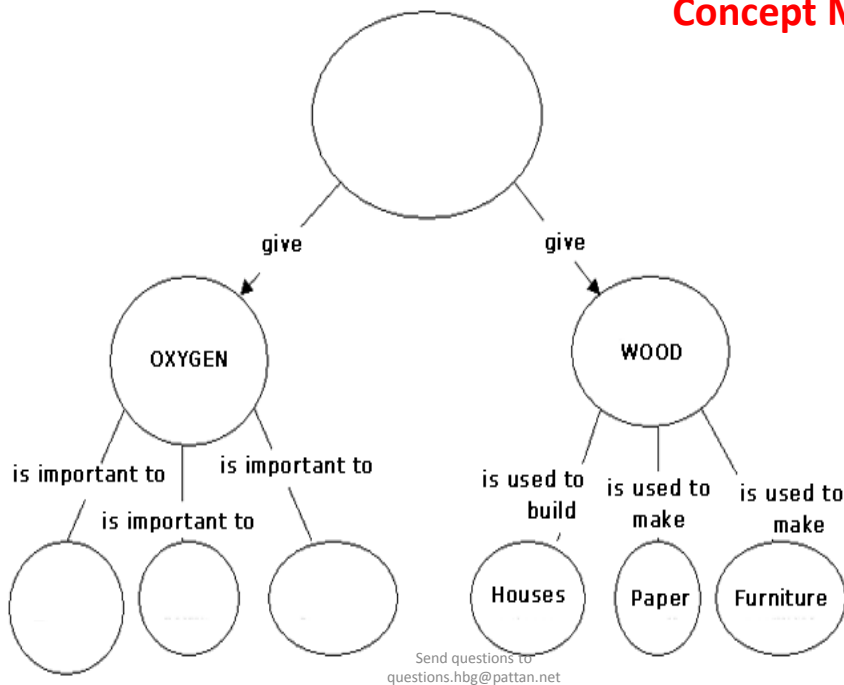 Concept M
give
give
OXYGEN
WOOD
is important to
is important to
is important to
is used to
build
is used to
make
is used to
make
Houses
Paper
Furniture
Send questions to
questions.hbg@pattan.net